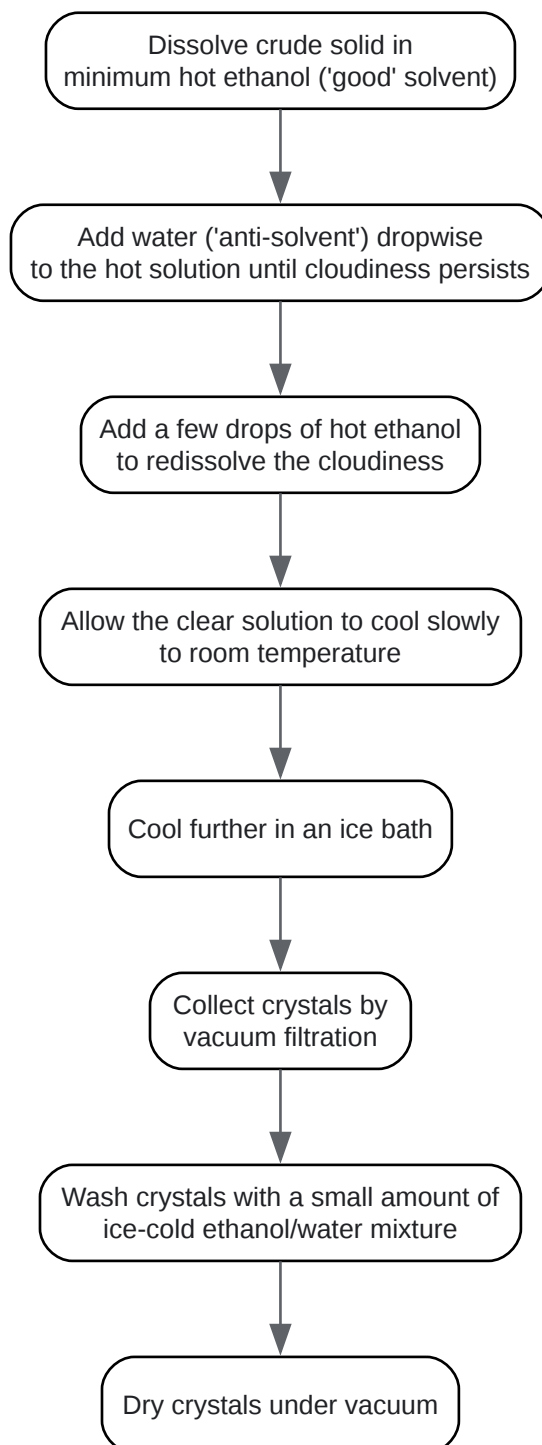 Dissolve crude solid in
minimum hot ethanol ('good' solvent)
Add water ('anti-solvent') dropwise
to the hot solution until cloudiness persists
Add a few drops of hot ethanol
to redissolve the cloudiness
Allow the clear solution to cool slowly
to room temperature
Cool further in an ice bath
Collect crystals by
vacuum filtration
Wash crystals with a small amount of
ice-cold ethanol/water mixture
Dry crystals under vacuum